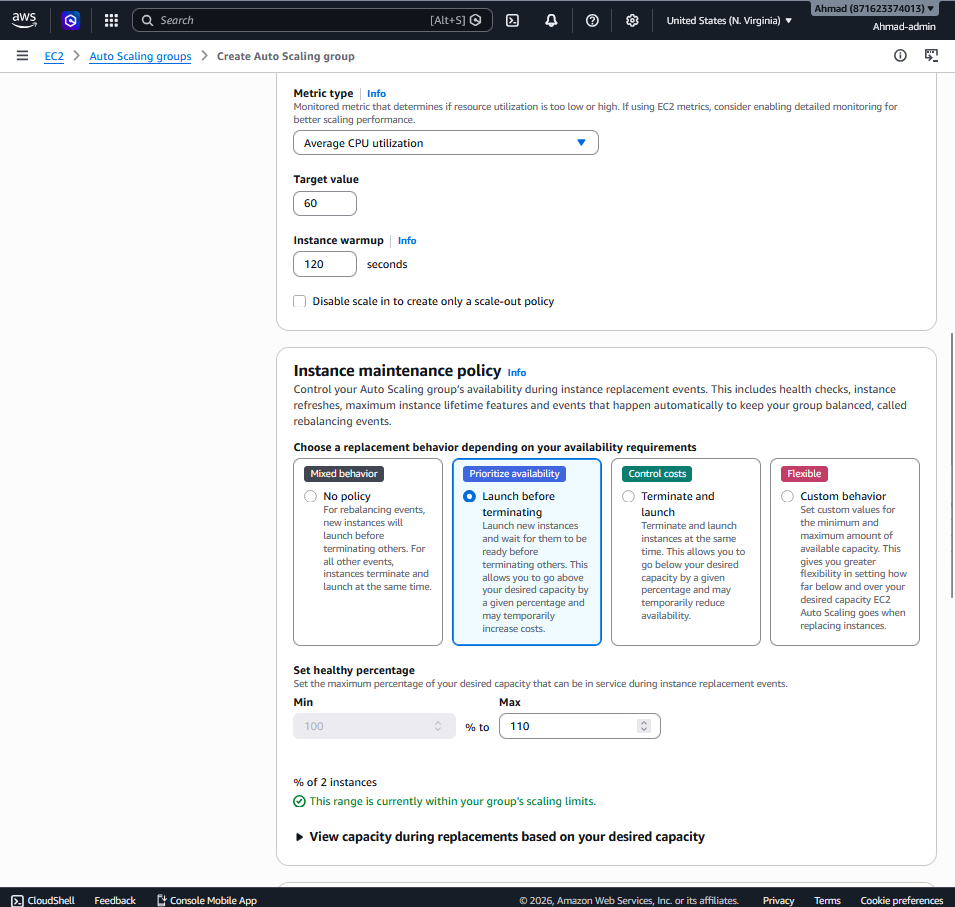 aws
Search
[Alt+S]
United States (N. Virginia)
Ahmad (871623374013)
Ahmad-admin
EC2 > Auto Scaling groups > Create Auto Scaling group
Metric type Info
Monitored metric that determines if resource utilization is too low or high. If using EC2 metrics, consider enabling detailed monitoring for
better scaling performance.
Average CPU utilization
Target value
60
Instance warmup Info
120 seconds
Disable scale in to create only a scale-out policy
Instance maintenance policy Info
Control your Auto Scaling group's availability during instance replacement events. This includes health checks, instance
refreshes, maximum instance lifetime features and events that happen automatically to keep your group balanced, called
rebalancing events.
Choose a replacement behavior depending on your availability requirements
Mixed behavior
No policy
For rebalancing events,
new instances will
launch before
terminating others. For
all other events,
instances terminate and
launch at the same time.
Prioritize availability
Launch before
terminating
Launch new instances
and wait for them to be
ready before
terminating others. This
allows you to go above
your desired capacity by
a given percentage and
may temporarily
increase costs.
Control costs
Terminate and
launch
Terminate and launch
instances at the same
time. This allows you to
go below your desired
capacity by a given
percentage and may
temporarily reduce
availability.
Flexible
Custom behavior
Set custom values for
the minimum and
maximum amount of
available capacity. This
gives you greater
flexibility in setting how
far below and over your
desired capacity EC2
Auto Scaling goes when
replacing instances.
Set healthy percentage
Set the maximum percentage of your desired capacity that can be in service during instance replacement events.
Min Max
100 % to 110
% of 2 instances
This range is currently within your group's scaling limits.
View capacity during replacements based on your desired capacity
CloudShell Feedback Console Mobile App © 2026, Amazon Web Services, Inc. or its affiliates. Privacy Terms Cookie preferences